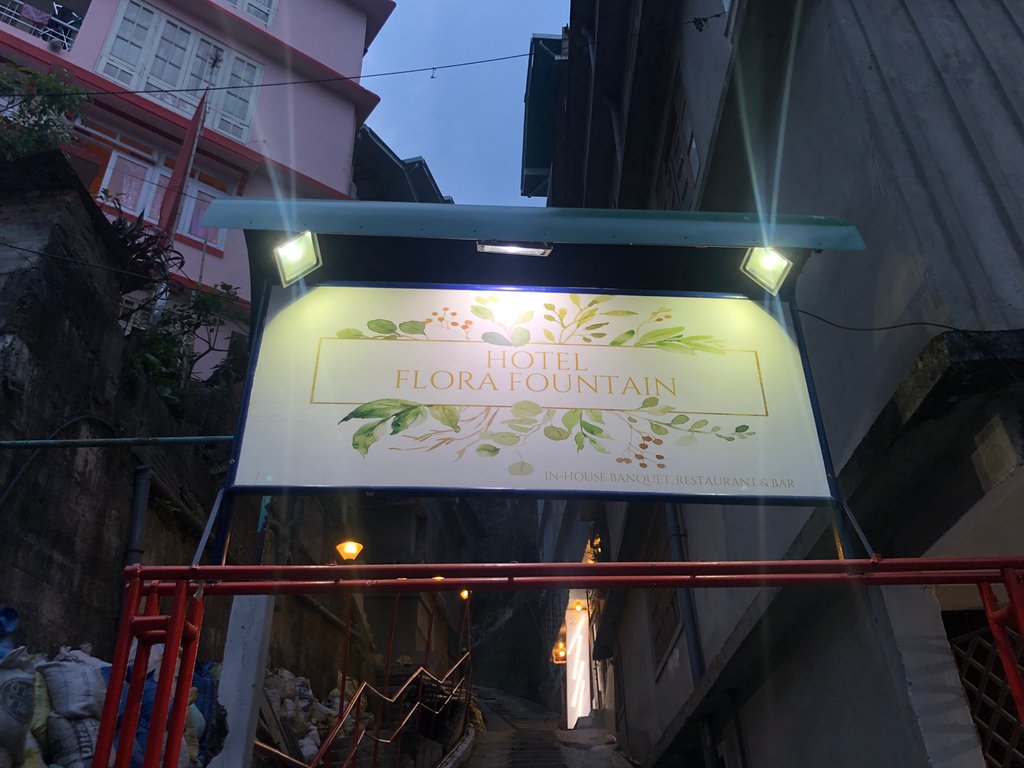 HOTEL
FLORA FOUNTAIN
IN-HOUSE BANQUET, RESTAURANT & BAR